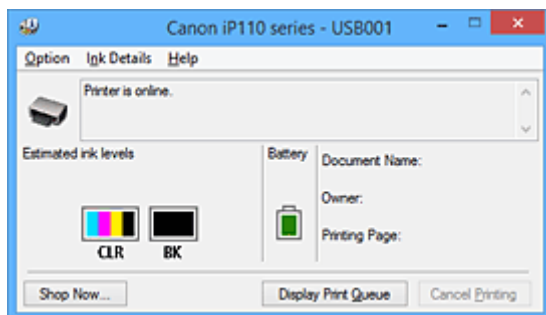 Canon iP110 series - USB001
Option Ink Details Help
Printer is online.
Estimated ink levels
Battery
Document Name:
Owner:
Printing Page:
CLR BK
Shop Now...
Display Print Queue
Cancel Printing